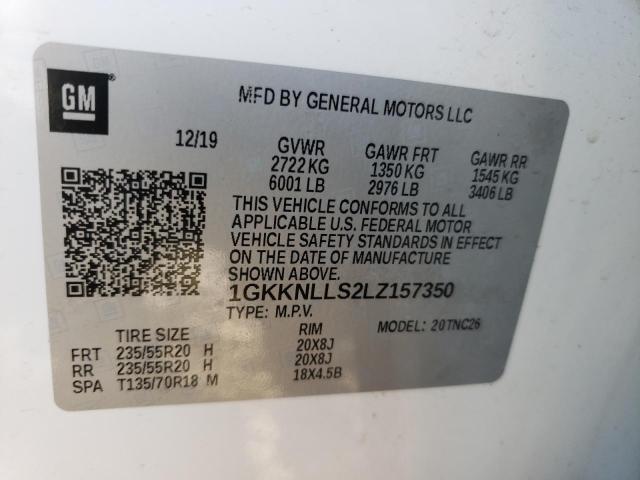 GM
MFD BY GENERAL MOTORS LLC
12/19 GVWR GAWR FRT GAWR RR
2722 KG 1350 KG 1545 KG
6001 LB 2976 LB 3406 LB
THIS VEHICLE CONFORMS TO ALL
APPLICABLE U.S. FEDERAL MOTOR
VEHICLE SAFETY STANDARDS IN EFFECT
ON THE DATE OF MANUFACTURE
SHOWN ABOVE.
1GKKNLLS2LZ157350
TYPE: M.P.V. MODEL: 20TNC26
TIRE SIZE RIM
FRT 235/55R20 H 20X8J
RR 235/55R20 H 20X8J
SPA T135/70R18 M 18X4.5B